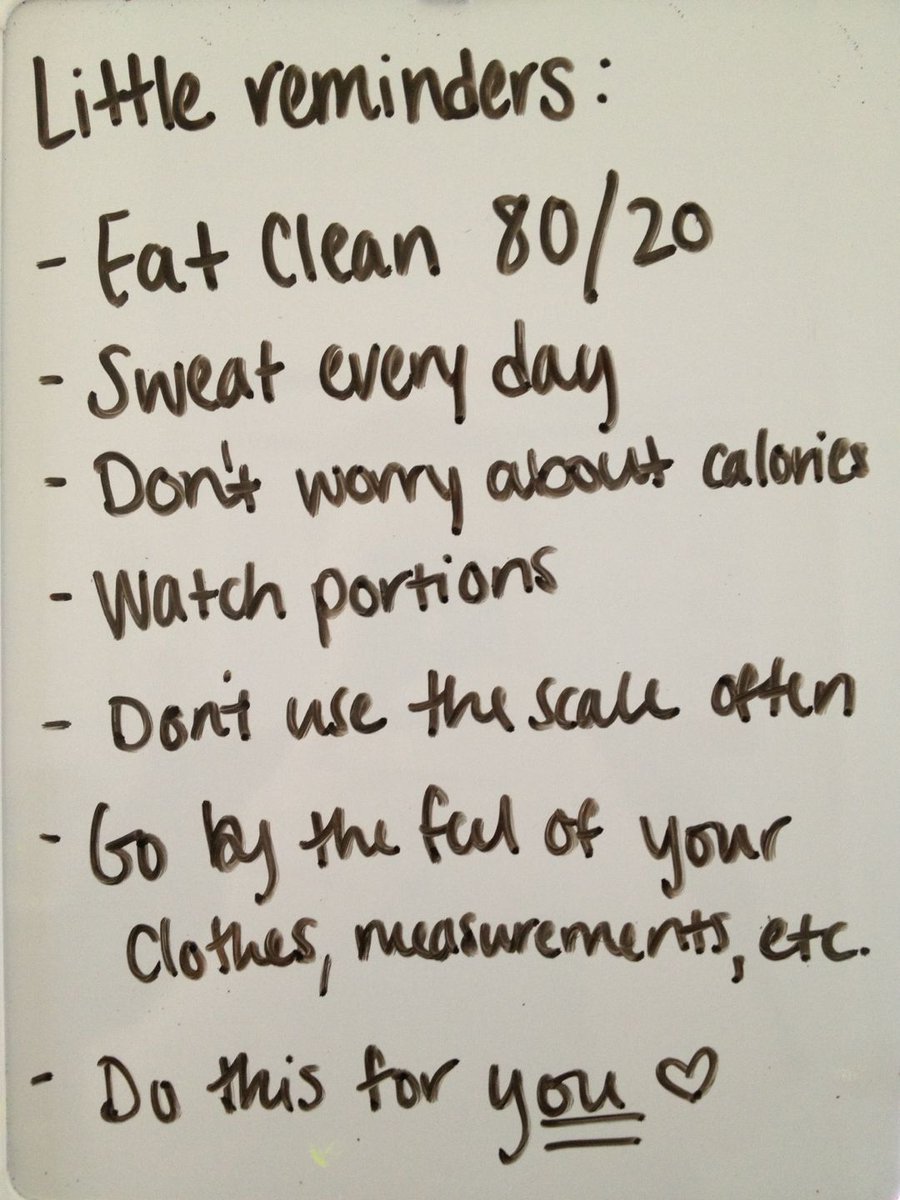 Little reminders:
- Eat Clean 80/20
- Sweat every day
- Don't worry about calories
- Watch portions
- Don't use the scale often
- Go by the feel of your
clothes, measurements, etc.
- Do this for you ♡